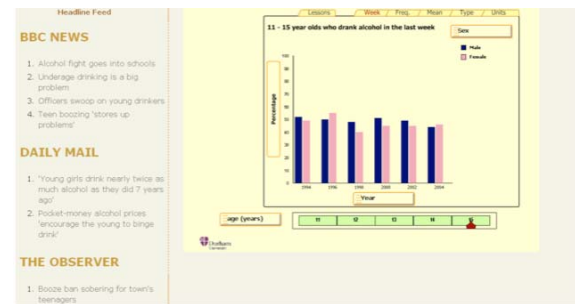 Headline Feed
BBC NEWS
1. Alcohol fight goes into schools
2. Underage drinking is a big
problem
3. Officers swoop on young drinkers
4. Teen boozing 'stores up
problems'
DAILY MAIL
1. 'Young girls drink nearly twice as
much alcohol as they did 7 years
ago'
2. Pocket-money alcohol prices
'encourage the young to binge
drink'
THE OBSERVER
1. Booze ban sobering for town's
teenagers
Lessons / Week / Freq. / Mean / Type / Units
11 - 15 year olds who drank alcohol in the last week
Sex
Male
Female
Percentage
100
90
80
70
60
50
40
30
20
10
0
1994 1996 1998 2000 2002 2004
Year
age (years)
11 12 13 14 15
Durham